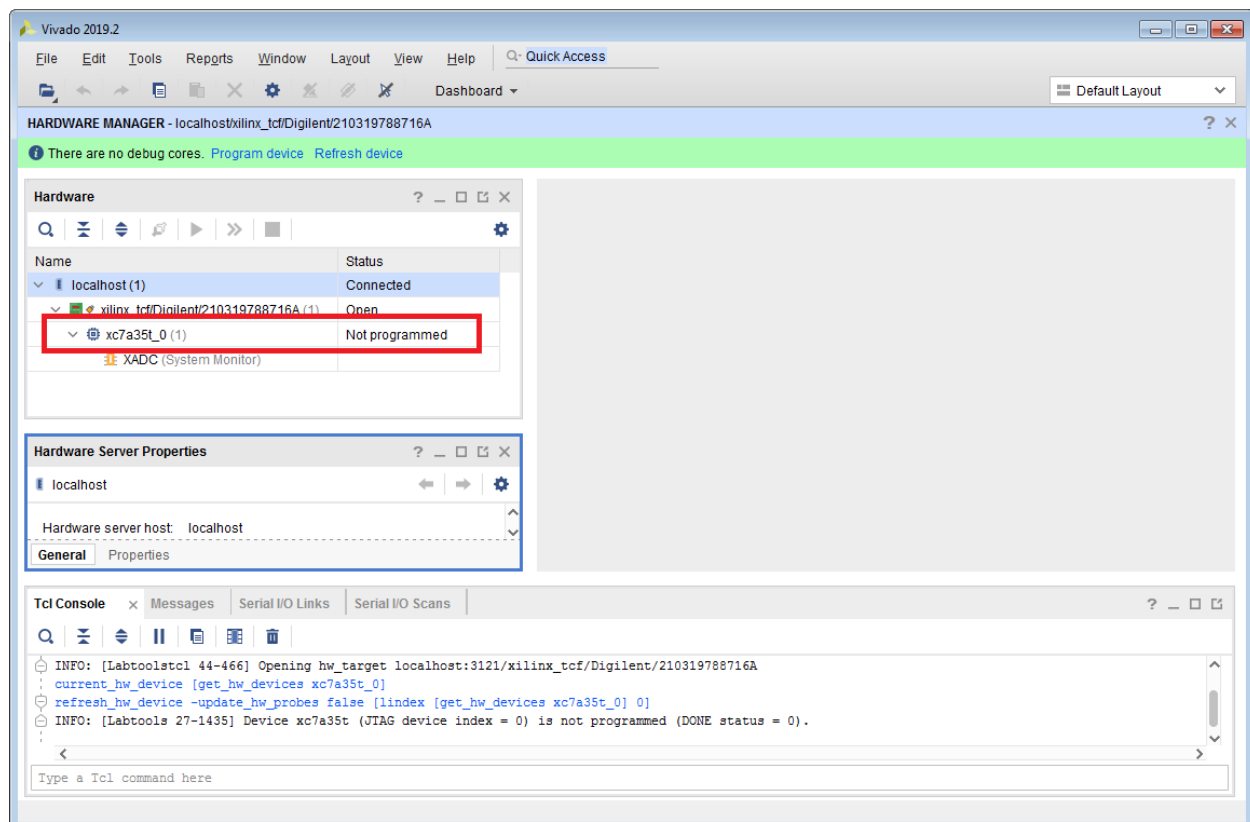 Vivado 2019.2
File Edit Tools Reports Window Layout View Help Quick Access
Dashboard Default Layout
HARDWARE MANAGER - localhost/xilinx_tcf/Digilent/210319788716A
There are no debug cores. Program device Refresh device
Hardware
Name Status
localhost (1) Connected
xilinx_tcf/Digilent/210319788716A (1) Open
xc7a35t_0 (1) Not programmed
XADC (System Monitor)
Hardware Server Properties
localhost
Hardware server host: localhost
General Properties
Tcl Console Messages Serial I/O Links Serial I/O Scans
INFO: [Labtoolstcl 44-466] Opening hw_target localhost:3121/xilinx_tcf/Digilent/210319788716A
current_hw_device [get_hw_devices xc7a35t_0]
refresh_hw_device -update_hw_probes false [lindex [get_hw_devices xc7a35t_0] 0]
INFO: [Labtools 27-1435] Device xc7a35t (JTAG device index = 0) is not programmed (DONE status = 0).
Type a Tcl command here